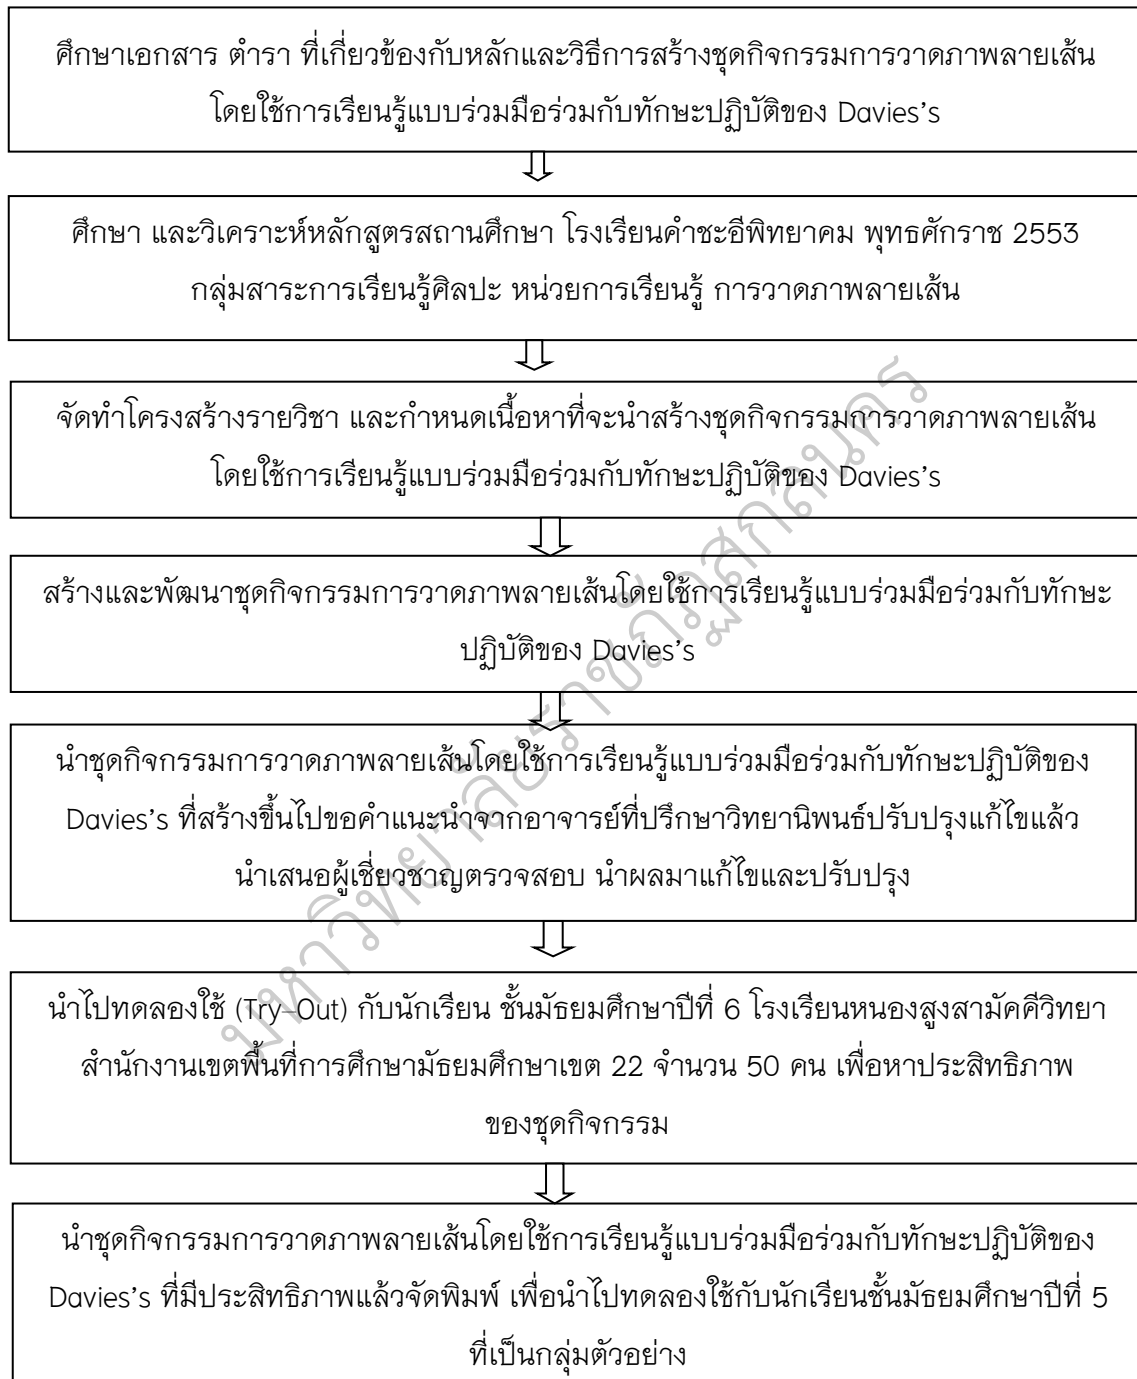 ศึกษาเอกสาร ตำรา ที่เกี่ยวข้องกับหลักและวิธีการสร้างชุดกิจกรรมการวาดภาพลายเส้น
โดยใช้การเรียนรู้แบบร่วมมือร่วมกับทักษะปฏิบัติของ Davies's
ศึกษา และวิเคราะห์หลักสูตรสถานศึกษา โรงเรียนคำชะอีพิทยาคม พุทธศักราช 2553
กลุ่มสาระการเรียนรู้ศิลปะ หน่วยการเรียนรู้ การวาดภาพลายเส้น
จัดทำโครงสร้างรายวิชา และกำหนดเนื้อหาที่จะนำสร้างชุดกิจกรรมการวาดภาพลายเส้น
โดยใช้การเรียนรู้แบบร่วมมือร่วมกับทักษะปฏิบัติของ Davies's
สร้างและพัฒนาชุดกิจกรรมการวาดภาพลายเส้นโดยใช้การเรียนรู้แบบร่วมมือร่วมกับทักษะ
ปฏิบัติของ Davies's
นำชุดกิจกรรมการวาดภาพลายเส้นโดยใช้การเรียนรู้แบบร่วมมือร่วมกับทักษะปฏิบัติของ
Davies's ที่สร้างขึ้นไปขอคำแนะนำจากอาจารย์ที่ปรึกษาวิทยานิพนธ์ปรับปรุงแก้ไขแล้ว
นำเสนอผู้เชี่ยวชาญตรวจสอบ นำผลมาแก้ไขและปรับปรุง
นำไปทดลองใช้ (Try-Out) กับนักเรียน ชั้นมัธยมศึกษาปีที่ 6 โรงเรียนหนองสูงสามัคคีวิทยา
สำนักงานเขตพื้นที่การศึกษามัธยมศึกษาเขต 22 จำนวน 50 คน เพื่อหาประสิทธิภาพ
ของชุดกิจกรรม
นำชุดกิจกรรมการวาดภาพลายเส้นโดยใช้การเรียนรู้แบบร่วมมือร่วมกับทักษะปฏิบัติของ
Davies's ที่มีประสิทธิภาพแล้วจัดพิมพ์ เพื่อนำไปทดลองใช้กับนักเรียนชั้นมัธยมศึกษาปีที่ 5
ที่เป็นกลุ่มตัวอย่าง
มหาวิทยาลัยราชภัฏสกลนคร